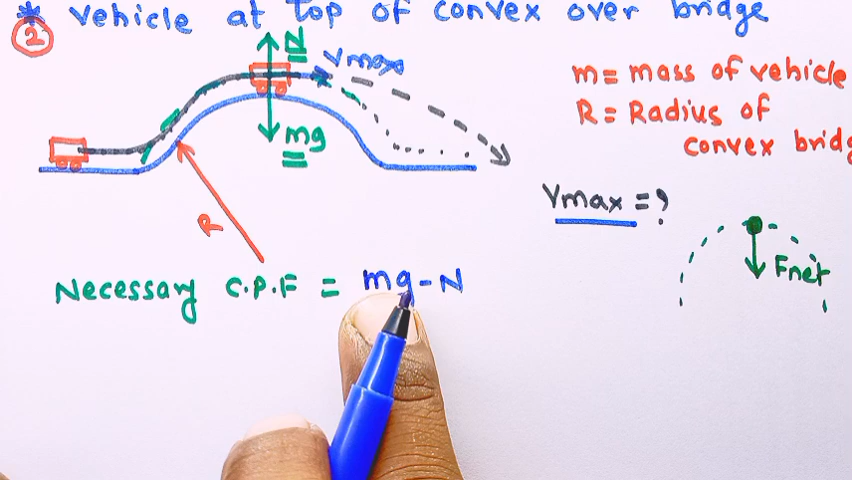 * Vehicle at top of convex over bridge
2
N
Vmax
mg
R
m = mass of vehicle
R = Radius of
convex bridg
Vmax = ?
Fnet
Necessary C.P.F = mg - N